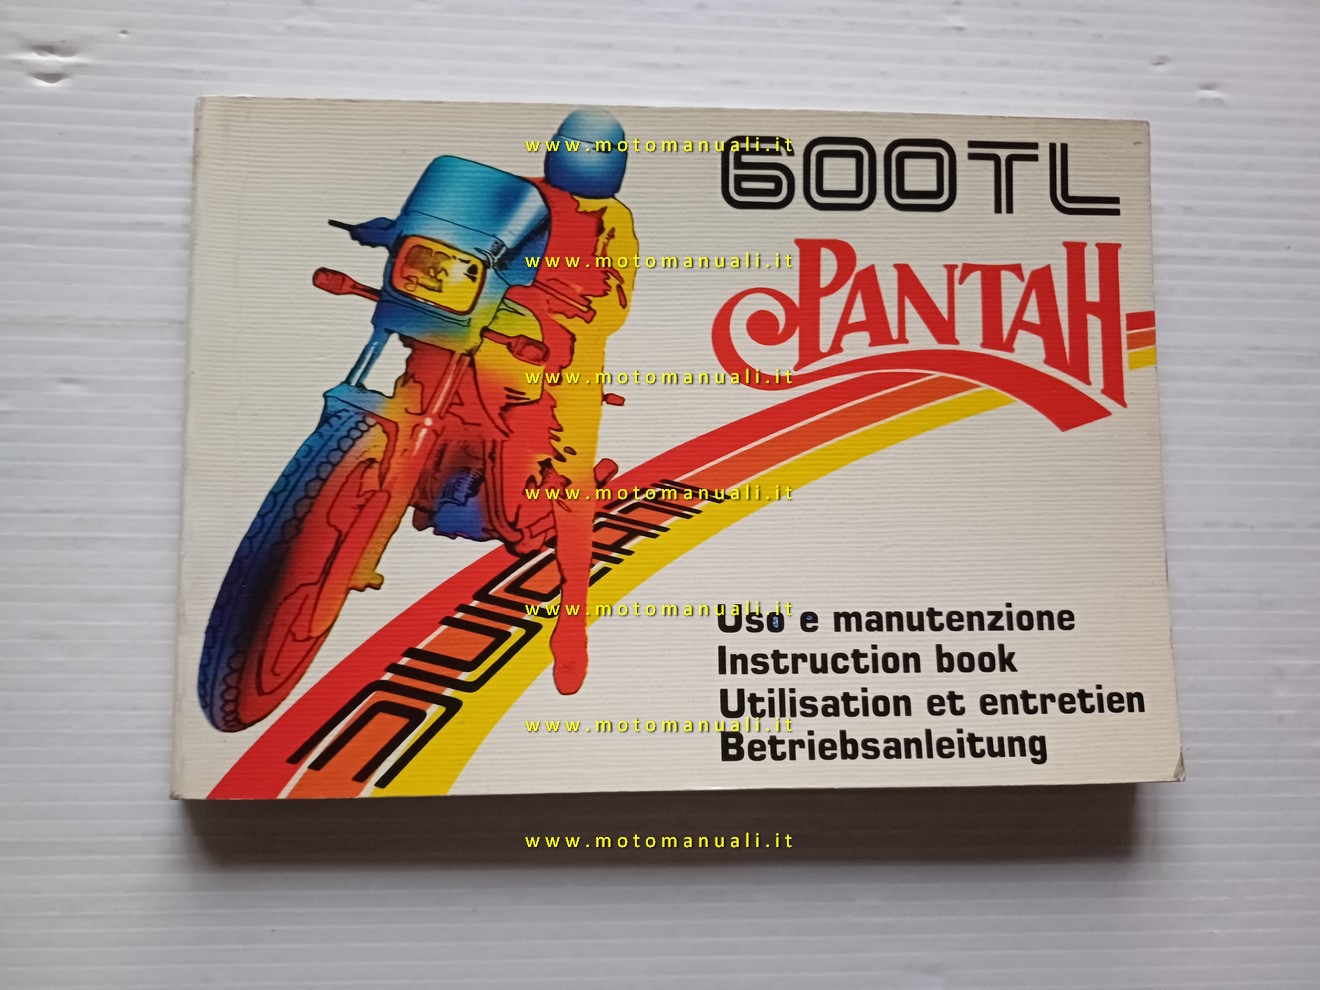 600TL
PANTAH
DUCATI
Uso e manutenzione
Instruction book
Utilisation et entretien
Betriebsanleitung
www.motomanuali.it
www.motomanuali.it
www.motomanuali.it
www.motomanuali.it
www.motomanuali.it
www.motomanuali.it
www.motomanuali.it